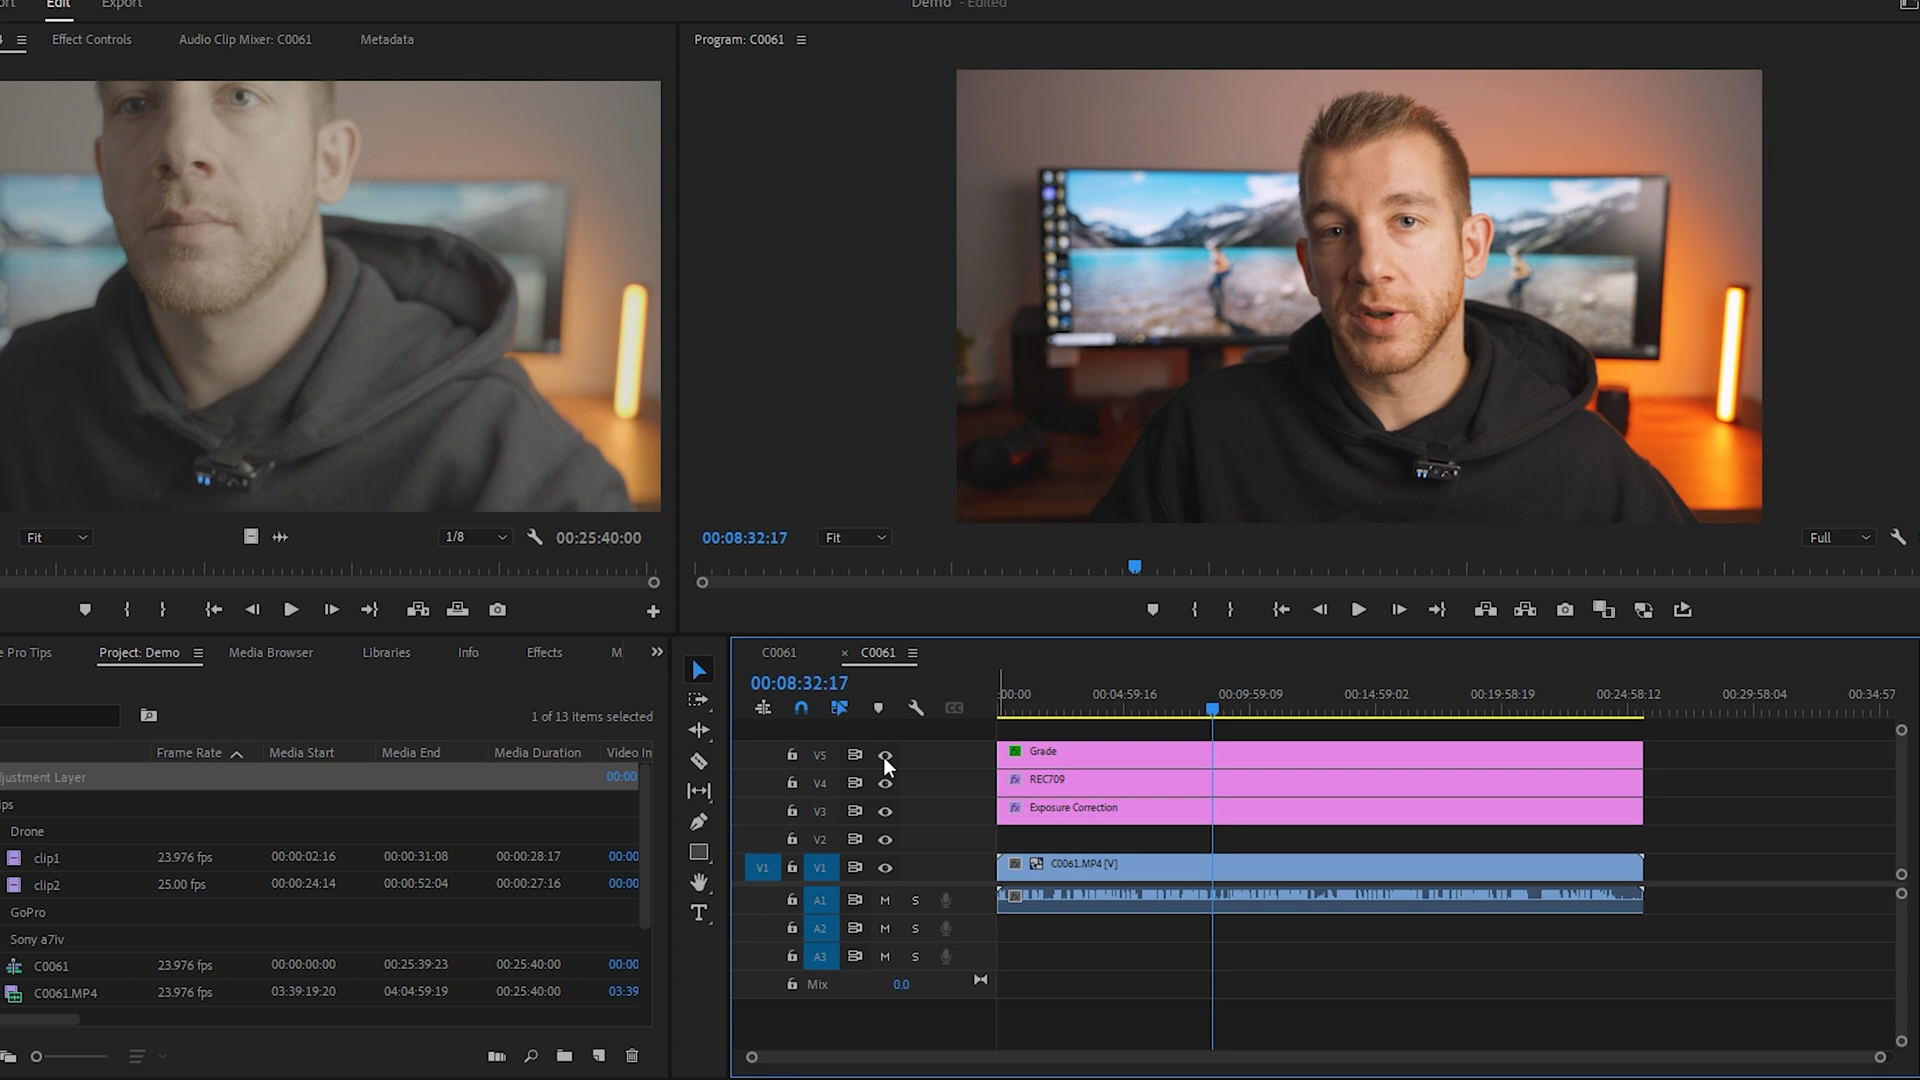 Edit
Export
Demo - Edited
Effect Controls
Audio Clip Mixer: C0061
Metadata
Program: C0061
Fit
1/8
00:25:40:00
00:08:32:17
Fit
Full
Pro Tips
Project: Demo
Media Browser
Libraries
Info
Effects
M
1 of 13 items selected
Frame Rate
Media Start
Media End
Media Duration
Video In
justment Layer
00:00
ips
Drone
clip1
23.976 fps
00:00:02:16
00:00:31:08
00:00:28:17
00:00
clip2
25.00 fps
00:00:24:14
00:00:52:04
00:00:27:16
00:00
GoPro
Sony a7iv
C0061
23.976 fps
00:00:00:00
00:25:39:23
00:25:40:00
00:00
C0061.MP4
23.976 fps
03:39:19:20
04:04:59:19
00:25:40:00
03:39
C0061
× C0061
00:08:32:17
:00:00
00:04:59:16
00:09:59:09
00:14:59:02
00:19:58:19
00:24:58:12
00:29:58:04
00:34:57
V5
fx Grade
V4
fx REC709
V3
fx Exposure Correction
V2
V1
V1
fx C0061.MP4 [V]
A1
M
S
fx
A2
M
S
A3
M
S
Mix
0.0